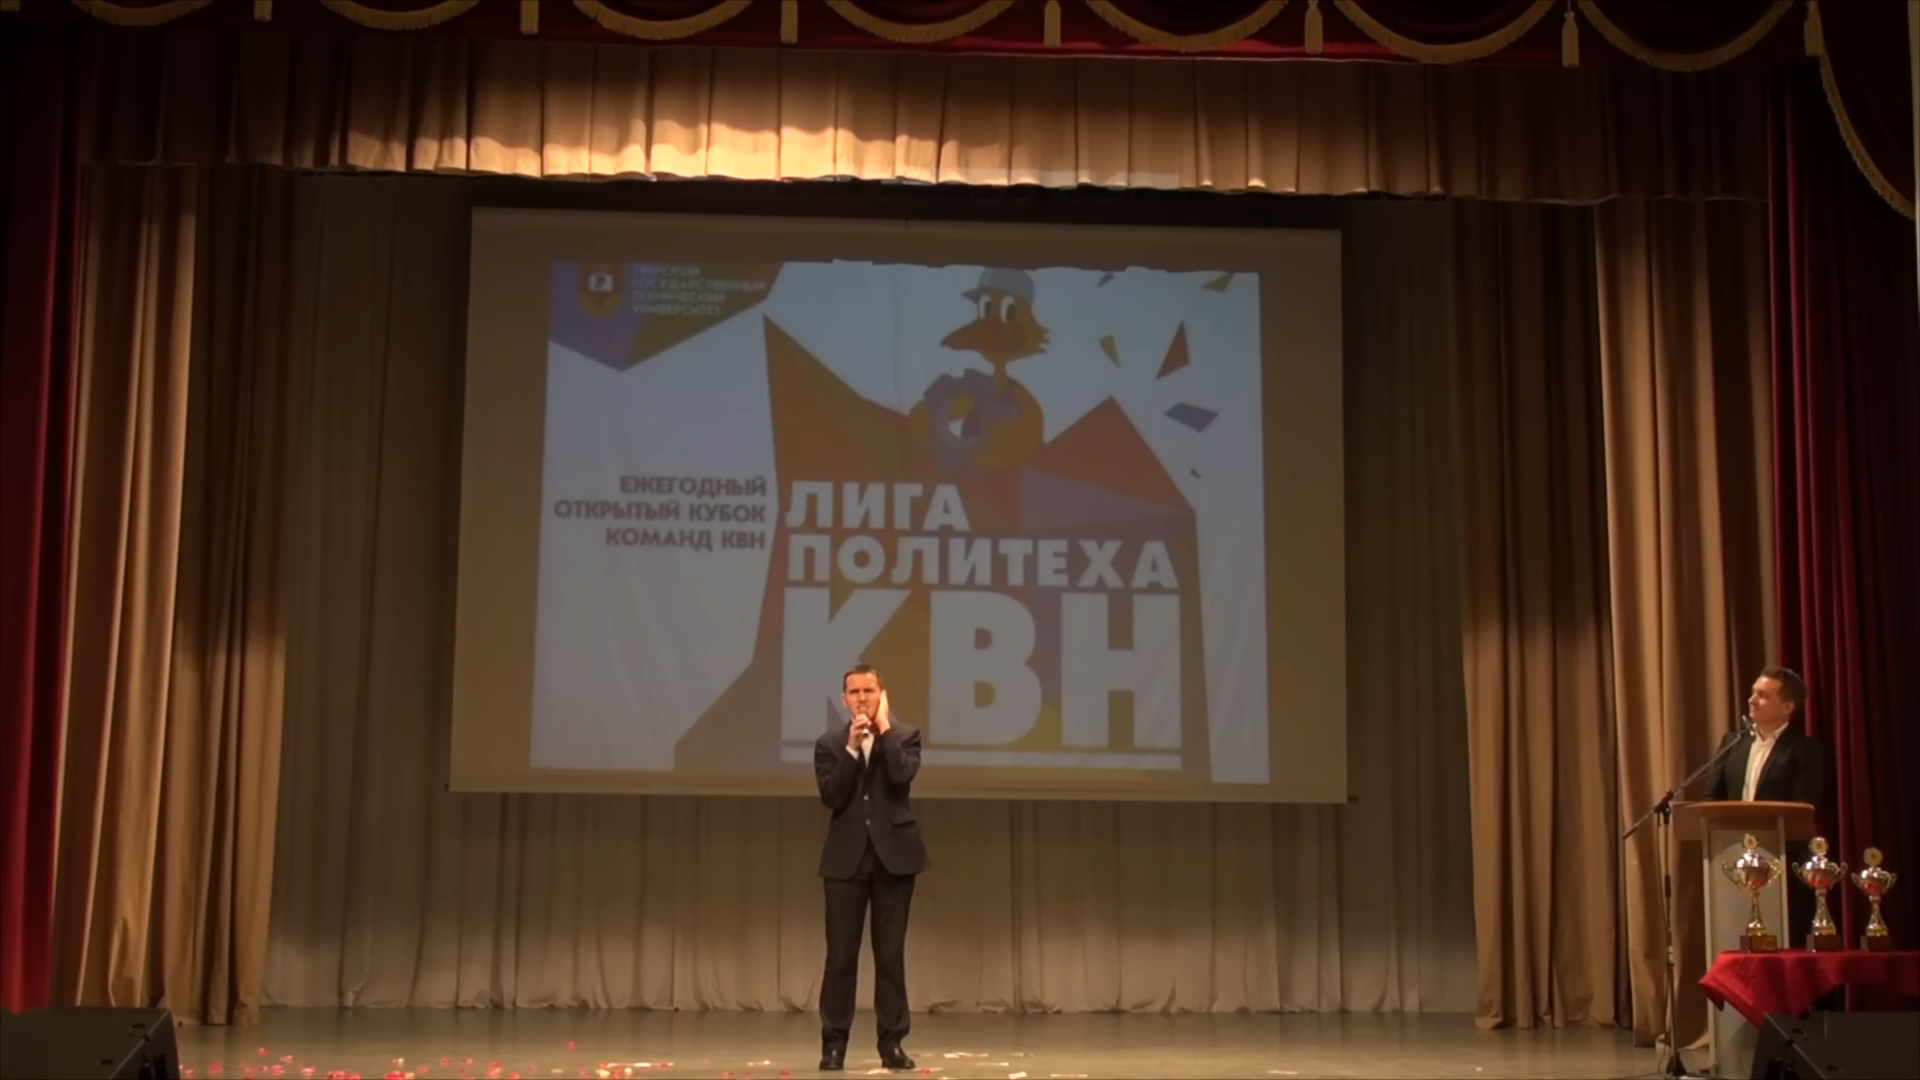 ТВЕРСКОЙ
ГОСУДАРСТВЕННЫЙ
ТЕХНИЧЕСКИЙ
УНИВЕРСИТЕТ
ЕЖЕГОДНЫЙ
ОТКРЫТЫЙ КУБОК
КОМАНД КВН
ЛИГА
ПОЛИТЕХА
КВН